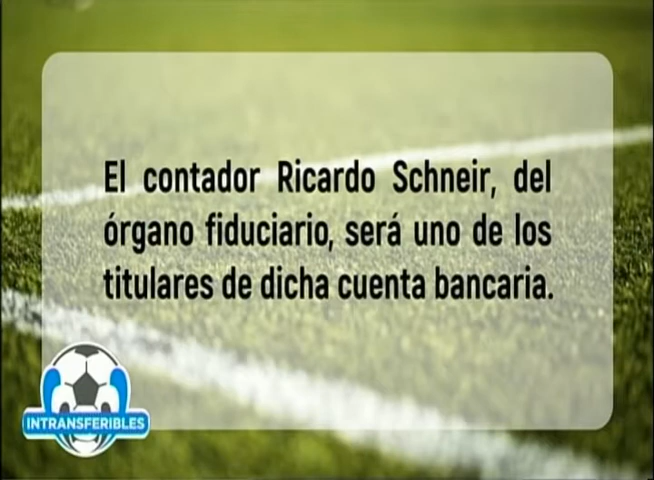 El contador Ricardo Schneir, del
órgano fiduciario, será uno de los
titulares de dicha cuenta bancaria.
INTRANSFERIBLES